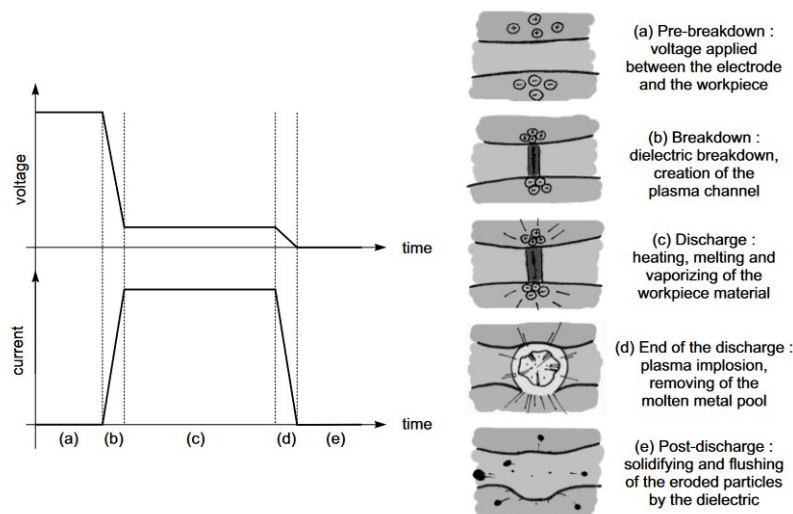 voltage
time
current
time
(a)
(b)
(c)
(d)
(e)
(a) Pre-breakdown :
voltage applied
between the electrode
and the workpiece
(b) Breakdown :
dielectric breakdown,
creation of the
plasma channel
(c) Discharge :
heating, melting and
vaporizing of the
workpiece material
(d) End of the discharge :
plasma implosion,
removing of the
molten metal pool
(e) Post-discharge :
solidifying and flushing
of the eroded particles
by the dielectric